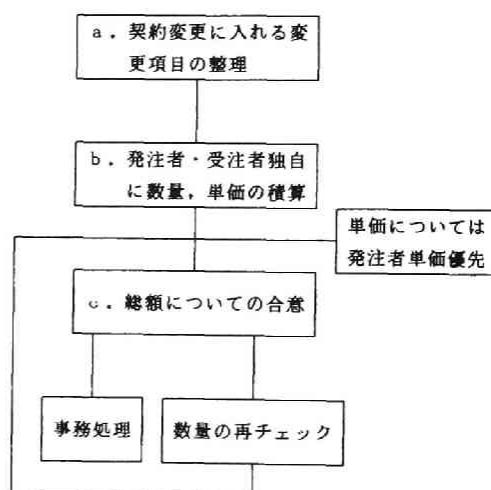 a．契約変更に入れる変
更項目の整理
b．発注者・受注者独自
に数量，単価の積算
単価については
発注者単価優先
c．総額についての合意
事務処理
数量の再チェック